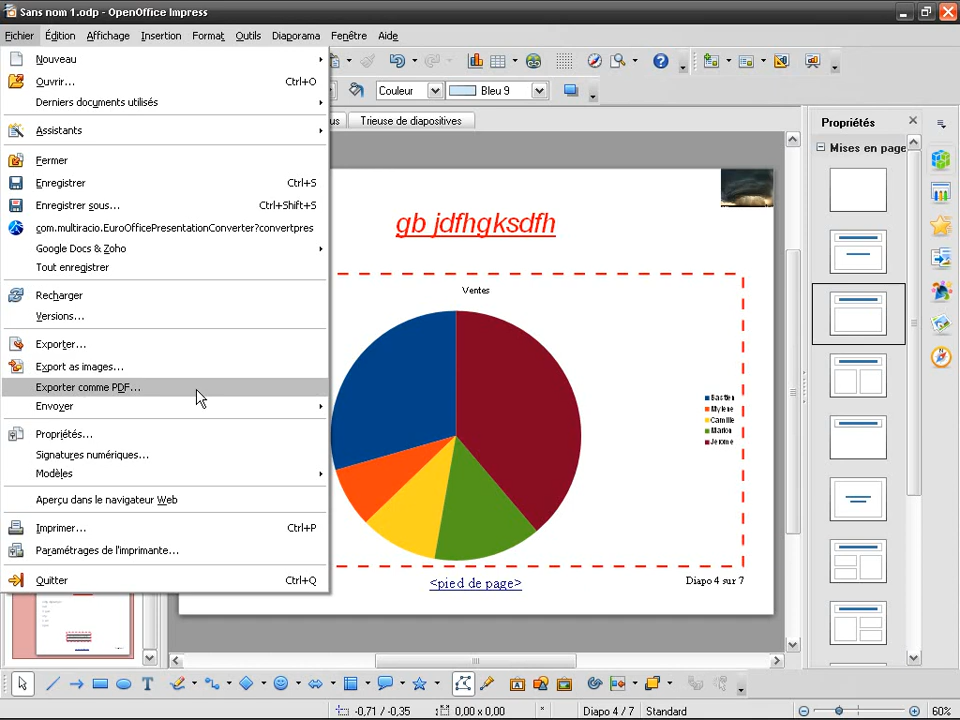 Sans nom 1.odp - OpenOffice Impress
Fichier Édition Affichage Insertion Format Outils Diaporama Fenêtre Aide
Nouveau
Ouvrir... Ctrl+O
Derniers documents utilisés
Assistants
Fermer
Enregistrer Ctrl+S
Enregistrer sous... Ctrl+Shift+S
com.multiracio.EuroOfficePresentationConverter?convertpres
Google Docs & Zoho
Tout enregistrer
Recharger
Versions...
Exporter...
Export as images...
Exporter comme PDF...
Envoyer
Propriétés...
Signatures numériques...
Modèles
Aperçu dans le navigateur Web
Imprimer... Ctrl+P
Paramétrages de l'imprimante...
Quitter Ctrl+Q
Couleur Bleu 9
us Trieuse de diapositives
gb jdfhgksdfh
Ventes
Bastien
Mylene
Camille
Marion
Jerome
<pied de page>
Diapo 4 sur 7
Propriétés
Mises en page
-0,71 / -0,35 0,00 x 0,00 * Diapo 4 / 7 Standard 60%